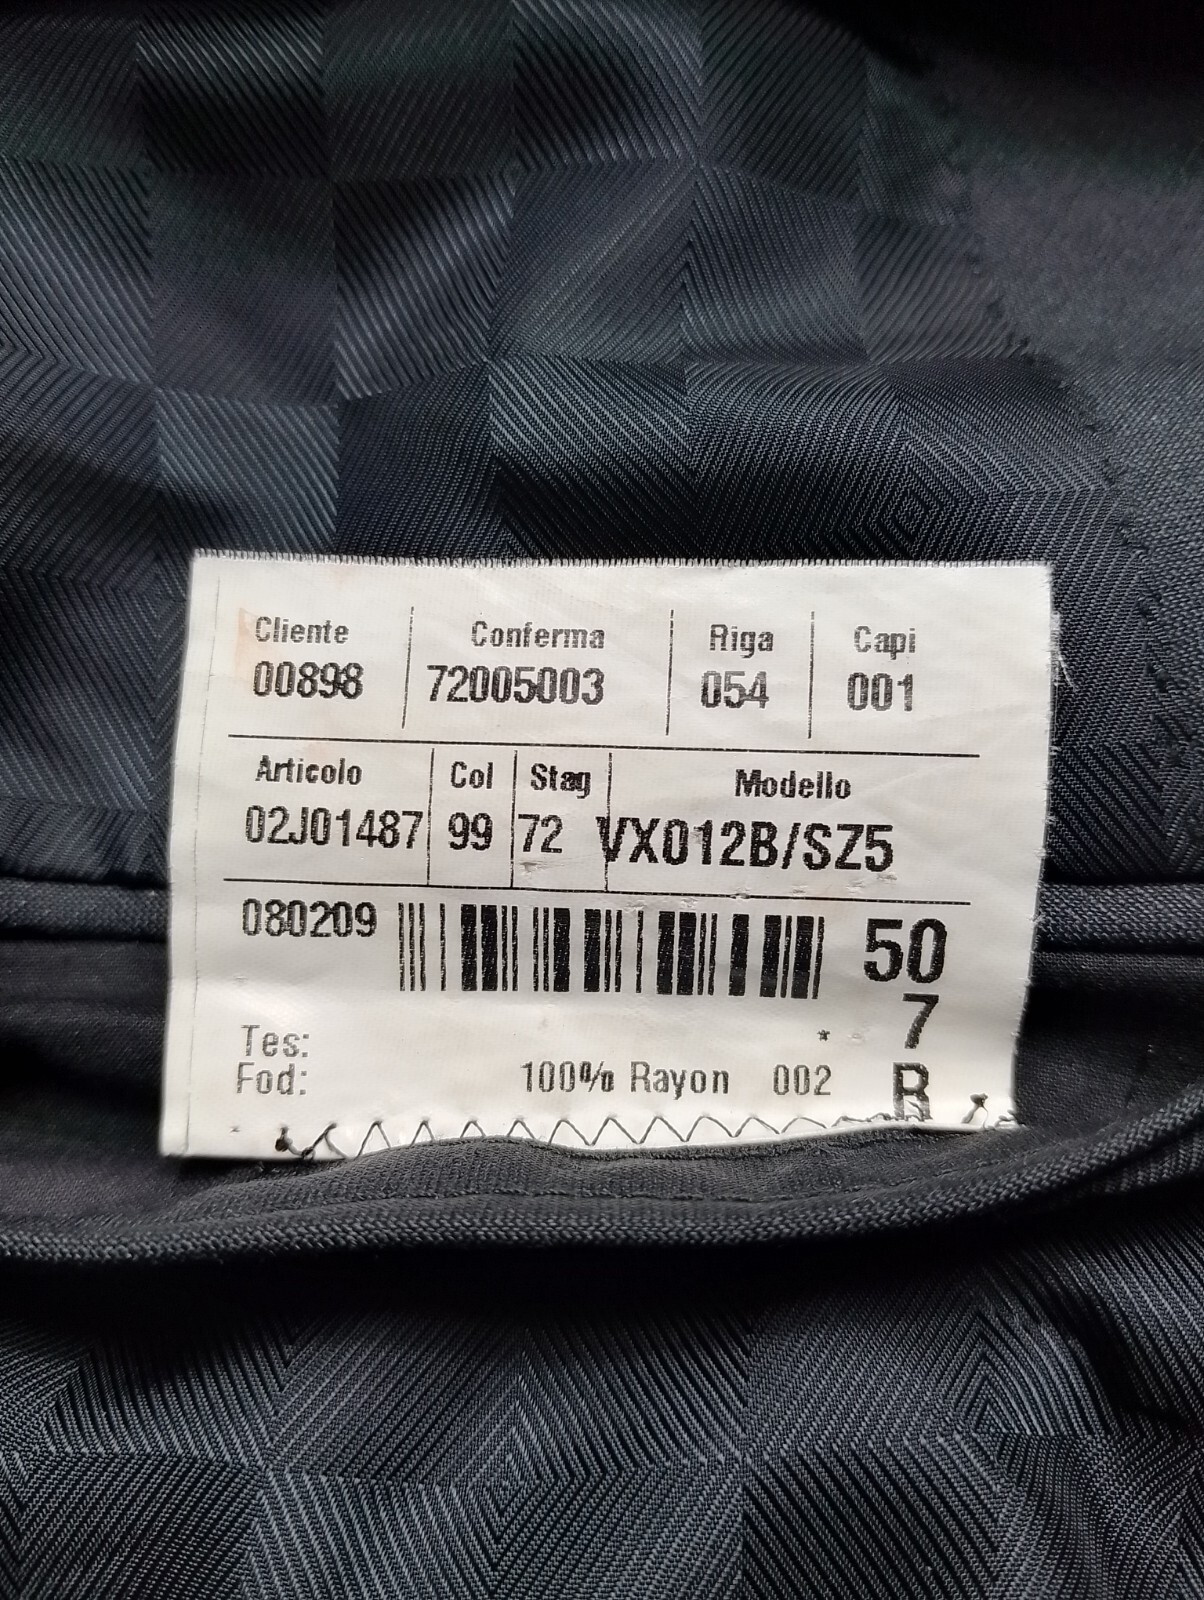 Cliente Conferma Riga Capi
00898 72005003 054 001
Articolo Col Stag Modello
02J01487 99 72 VX012B/SZ5
080209 50
7
Tes: *
Fod: 100% Rayon 002 R